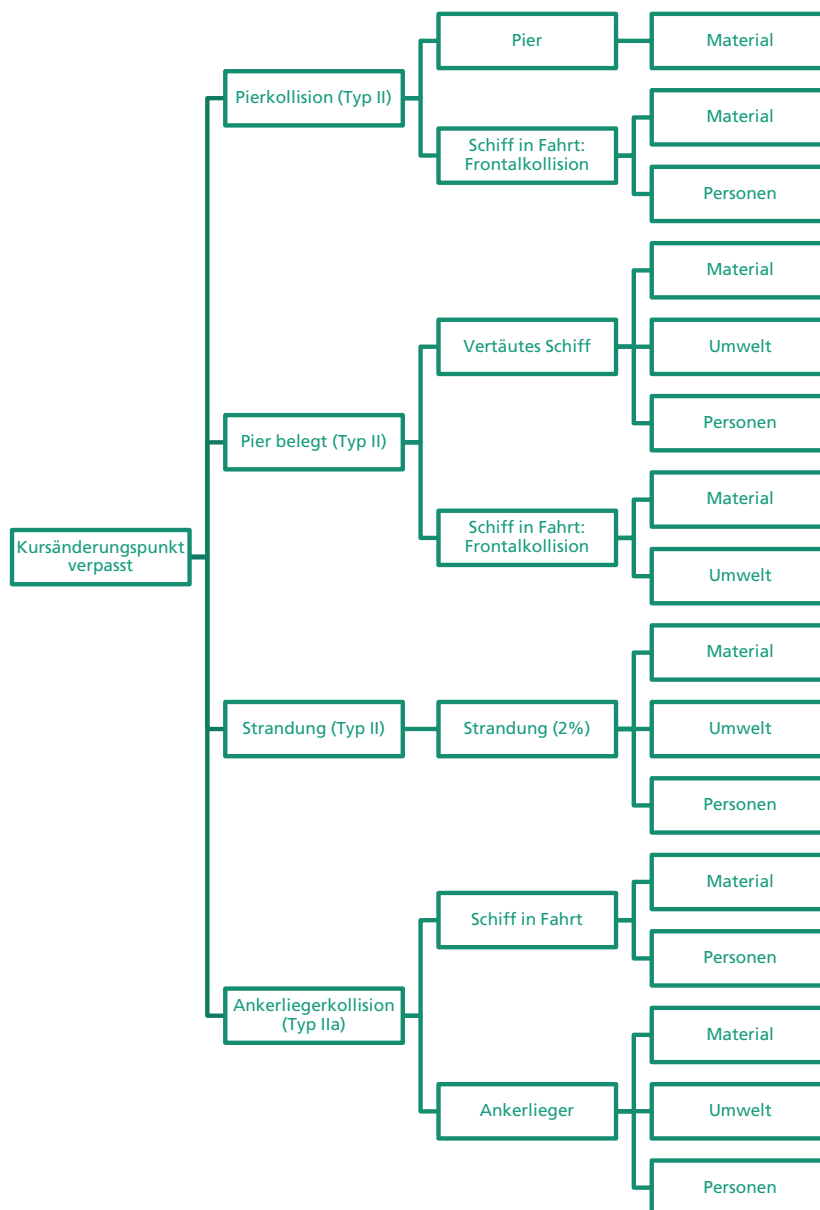 Kursänderungspunkt
verpasst
Pierkollision (Typ II)
Pier
Material
Schiff in Fahrt:
Frontalkollision
Material
Personen
Pier belegt (Typ II)
Vertäutes Schiff
Material
Umwelt
Personen
Schiff in Fahrt:
Frontalkollision
Material
Umwelt
Strandung (Typ II)
Strandung (2%)
Material
Umwelt
Personen
Ankerliegerkollision
(Typ IIa)
Schiff in Fahrt
Material
Personen
Ankerlieger
Material
Umwelt
Personen